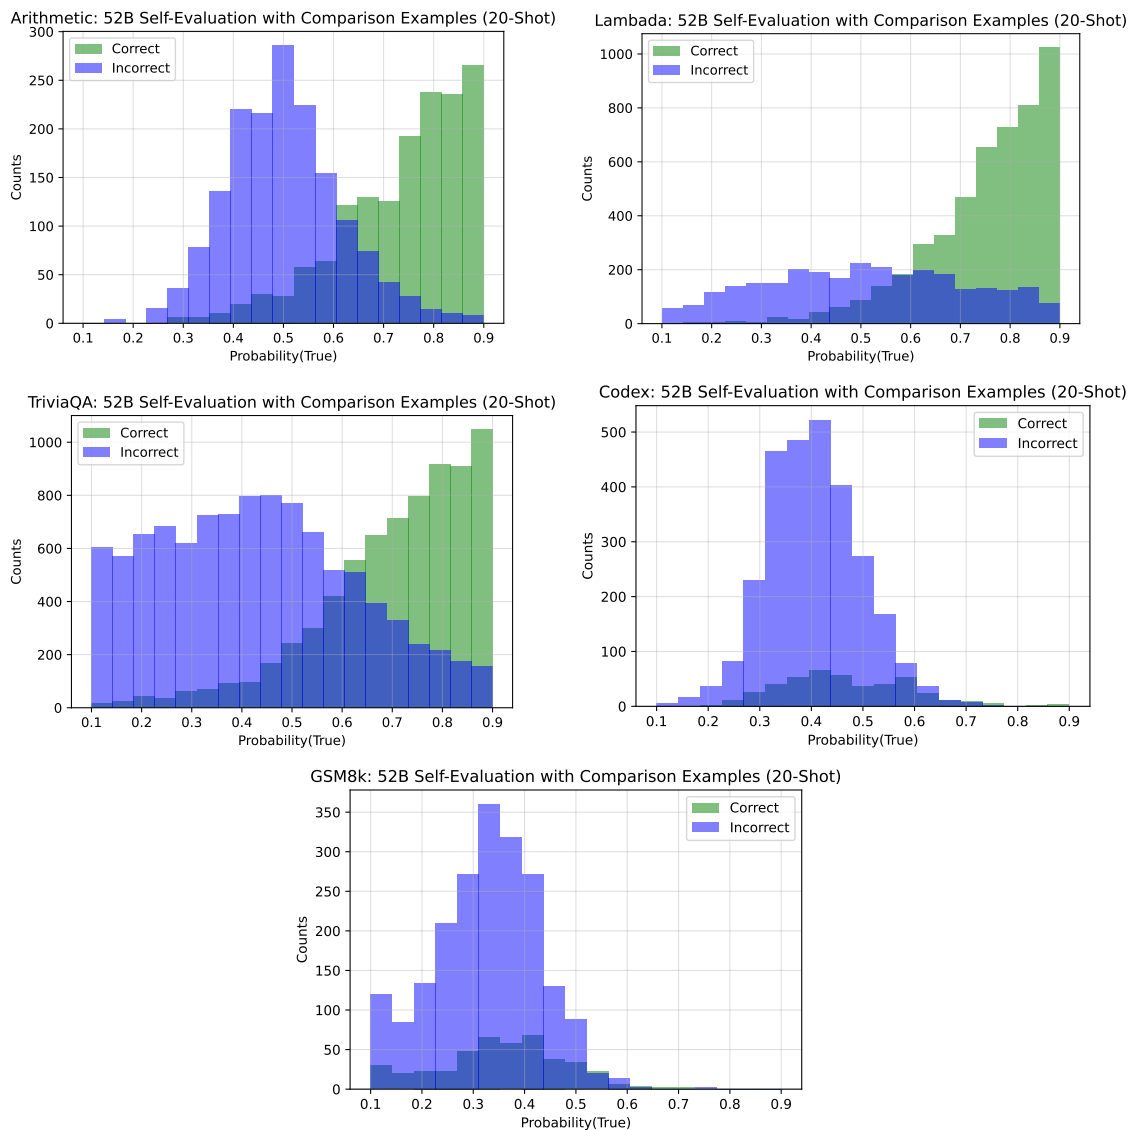 Arithmetic: 52B Self-Evaluation with Comparison Examples (20-Shot)
Correct
Incorrect
Counts
300
250
200
150
100
50
0
0.1 0.2 0.3 0.4 0.5 0.6 0.7 0.8 0.9
Probability(True)
Lambada: 52B Self-Evaluation with Comparison Examples (20-Shot)
Correct
Incorrect
Counts
1000
800
600
400
200
0
0.1 0.2 0.3 0.4 0.5 0.6 0.7 0.8 0.9
Probability(True)
TriviaQA: 52B Self-Evaluation with Comparison Examples (20-Shot)
Correct
Incorrect
Counts
1000
800
600
400
200
0
0.1 0.2 0.3 0.4 0.5 0.6 0.7 0.8 0.9
Probability(True)
Codex: 52B Self-Evaluation with Comparison Examples (20-Shot)
Correct
Incorrect
Counts
500
400
300
200
100
0
0.1 0.2 0.3 0.4 0.5 0.6 0.7 0.8 0.9
Probability(True)
GSM8k: 52B Self-Evaluation with Comparison Examples (20-Shot)
Correct
Incorrect
Counts
350
300
250
200
150
100
50
0
0.1 0.2 0.3 0.4 0.5 0.6 0.7 0.8 0.9
Probability(True)